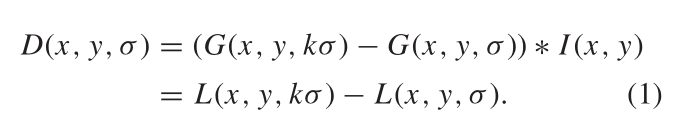 D(x, y, σ) = (G(x, y, kσ) − G(x, y, σ)) ∗ I(x, y)
= L(x, y, kσ) − L(x, y, σ). (1)